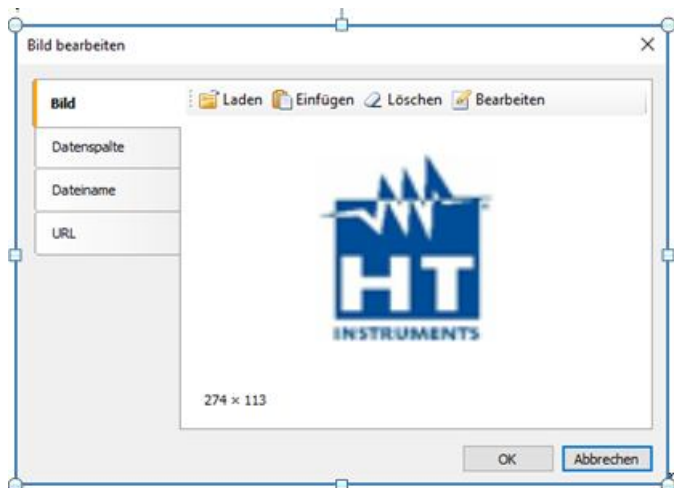 Bild bearbeiten
Bild
Laden Einfügen Löschen Bearbeiten
Datenspalte
Dateiname
URL
HT
INSTRUMENTS
274 × 113
OK Abbrechen